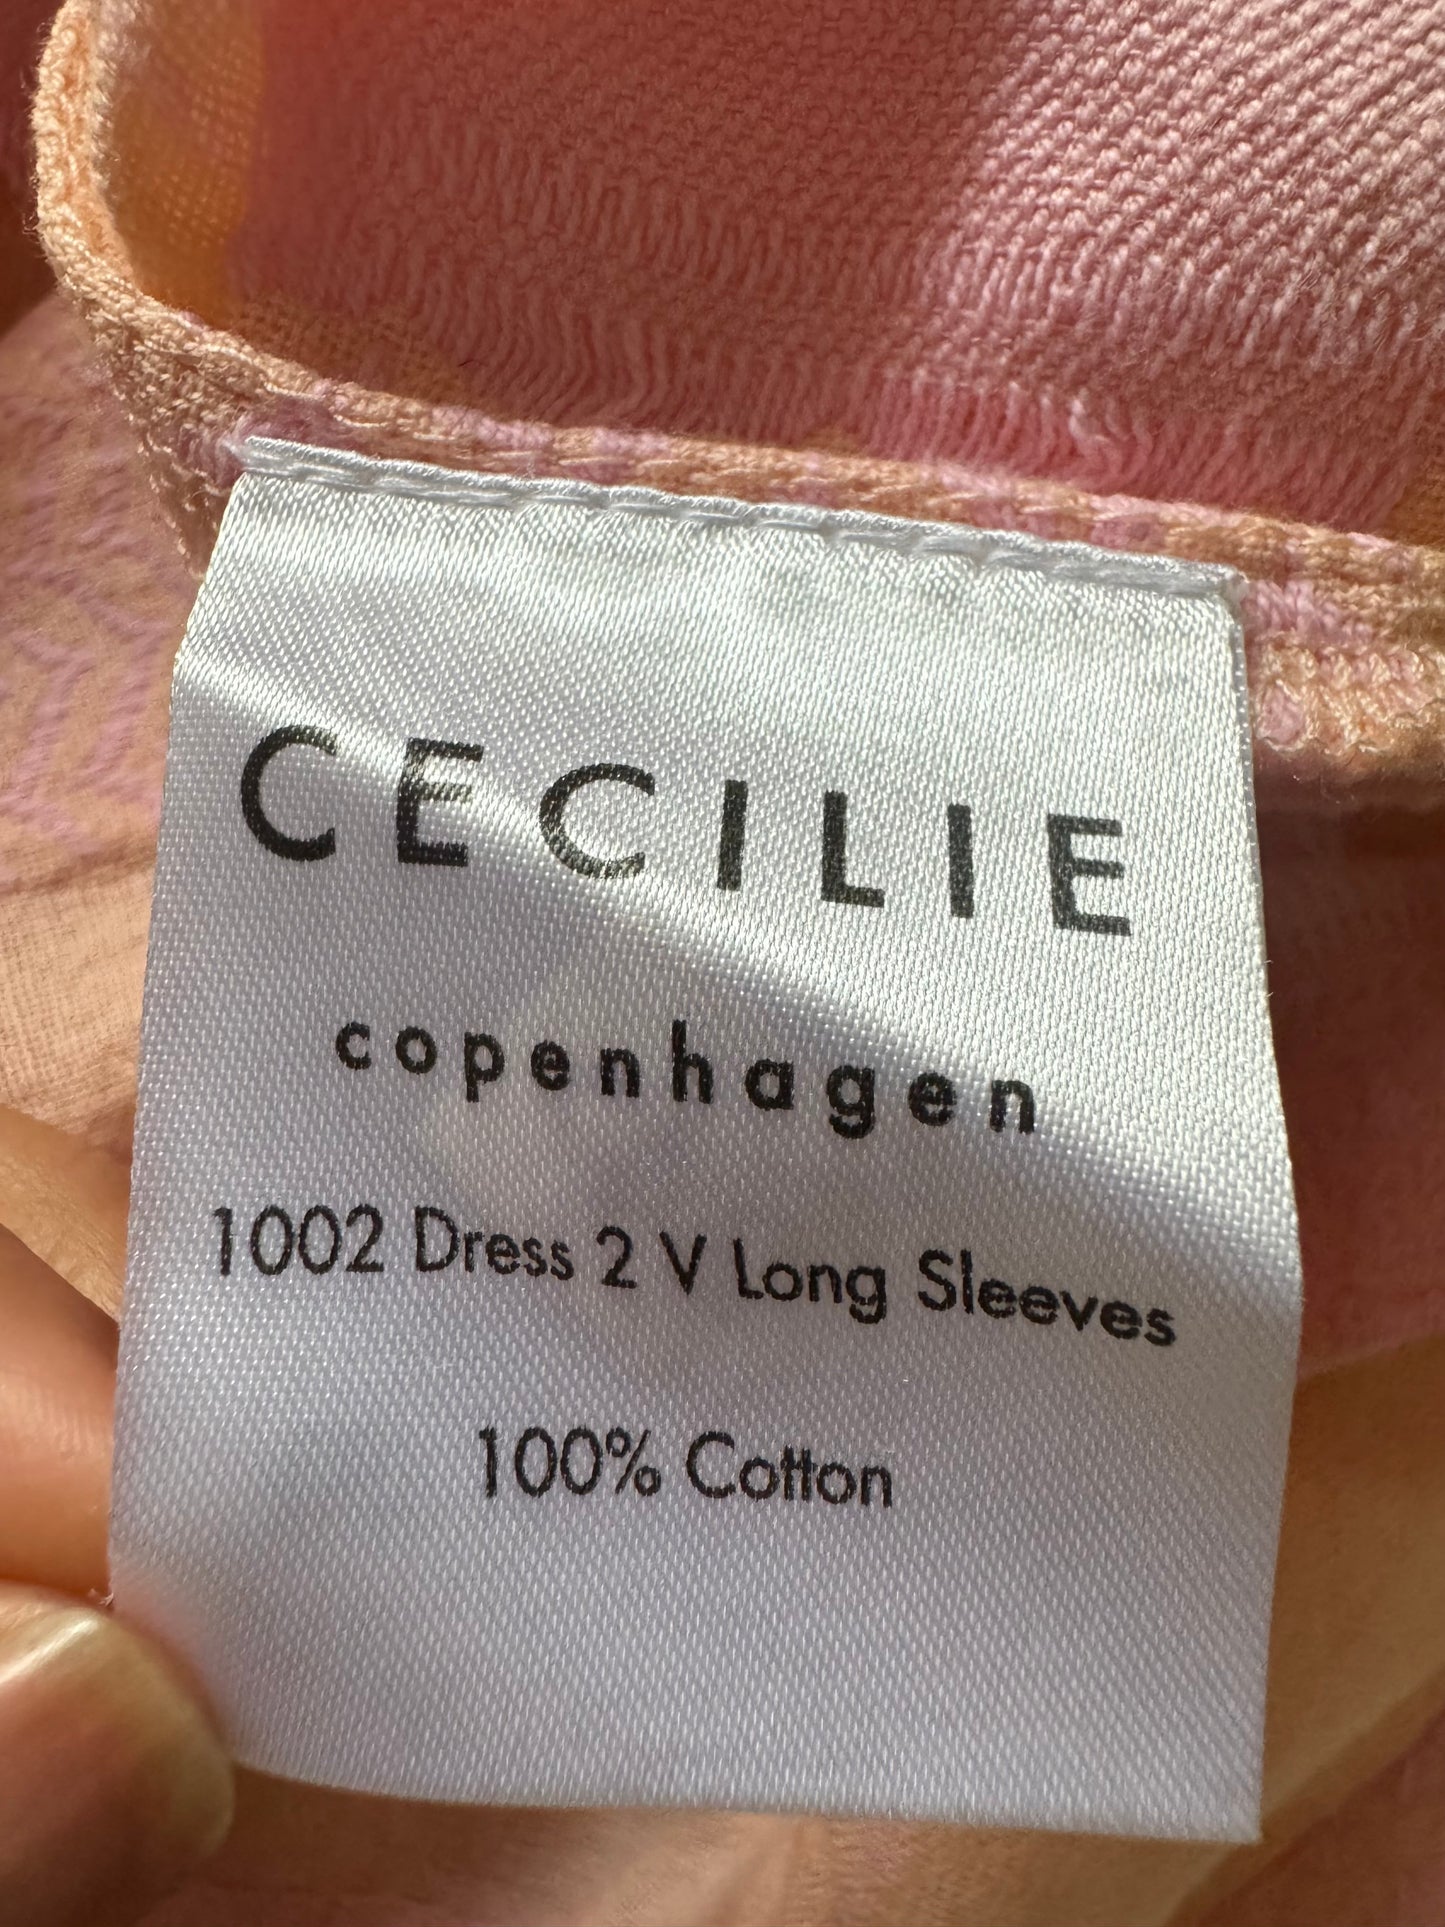 CECILIE
copenhagen
1002 Dress 2 V Long Sleeves
100% Cotton